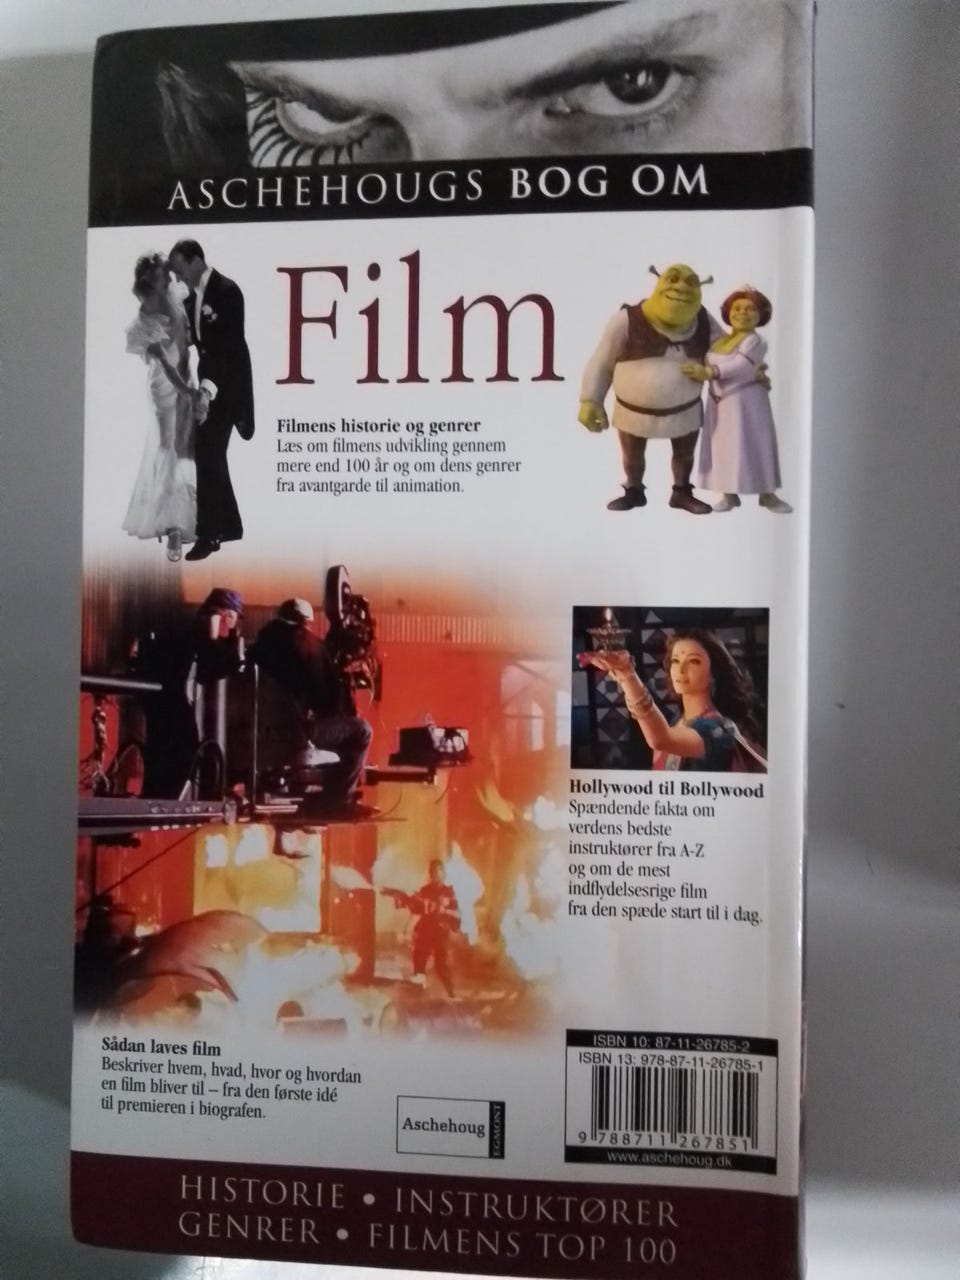 ASCHEHOUGS BOG OM
Film
Filmens historie og genrer
Læs om filmens udvikling gennem
mere end 100 år og om dens genrer
fra avantgarde til animation.
Hollywood til Bollywood
Spændende fakta om
verdens bedste
instruktører fra A-Z
og om de mest
indflydelsesrige film
fra den spæde start til i dag.
Sådan laves film
Beskriver hvem, hvad, hvor og hvordan
en film bliver til – fra den første idé
til premieren i biografen.
Aschehoug
EGMONT
ISBN 10: 87-11-26785-2
ISBN 13: 978-87-11-26785-1
9 788711 267851
www.aschehoug.dk
HISTORIE • INSTRUKTØRER
GENRER • FILMENS TOP 100